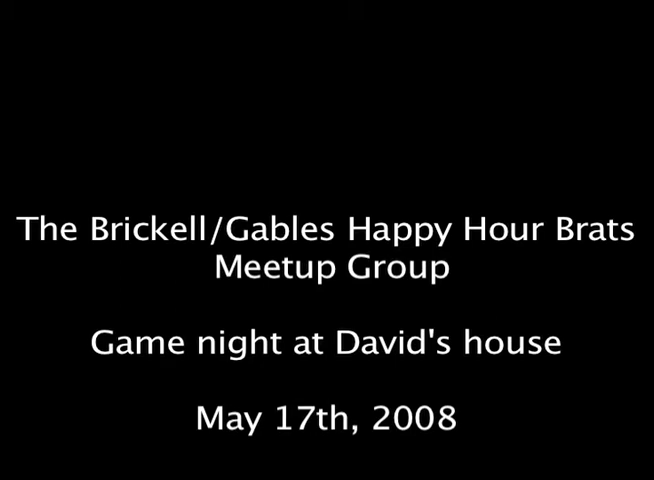 The Brickell/Gables Happy Hour Brats
Meetup Group
Game night at David's house
May 17th, 2008